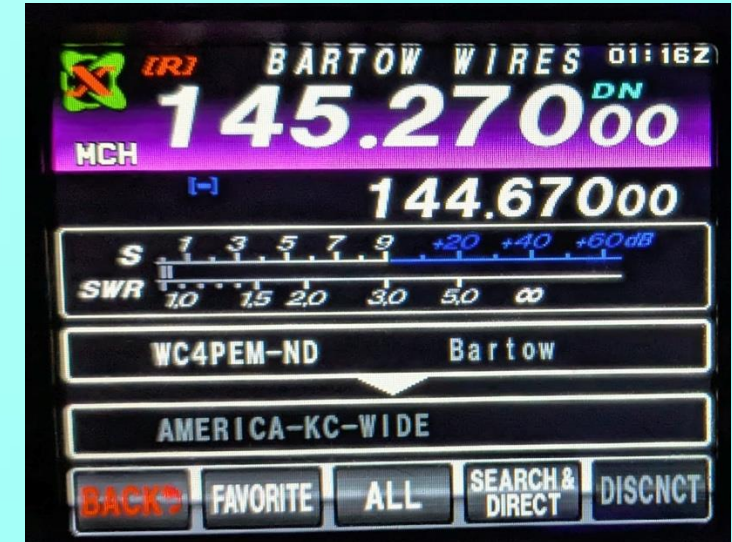 [R] BARTOW WIRES 01:16Z
145.27000 DN
MCH
[-] 144.67000
S 1 3 5 7 9 +20 +40 +60dB
SWR 1.0 1.5 2.0 3.0 5.0 ∞
WC4PEM-ND Bartow
AMERICA-KC-WIDE
BACK FAVORITE ALL SEARCH & DIRECT DISCNCT